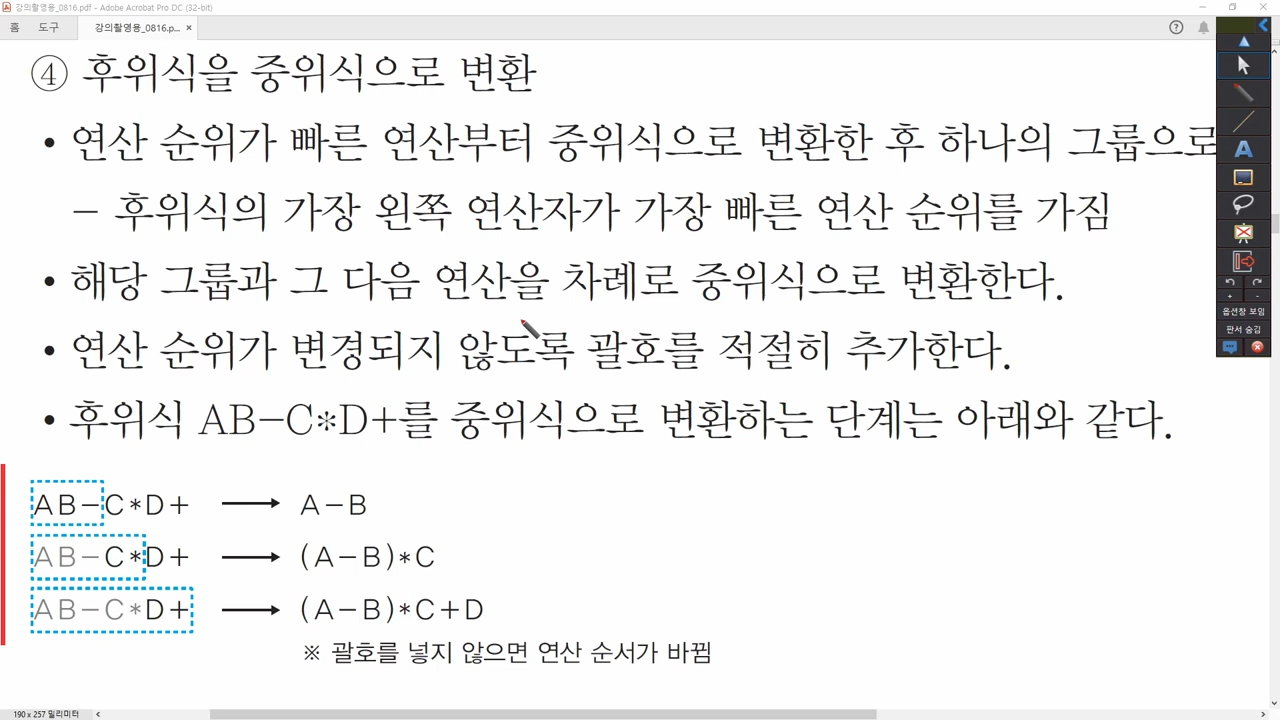 강의촬영용_0816.pdf - Adobe Acrobat Pro DC (32-bit)
홈 도구 강의촬영용_0816.p... ×
④ 후위식을 중위식으로 변환
• 연산 순위가 빠른 연산부터 중위식으로 변환한 후 하나의 그룹으로
− 후위식의 가장 왼쪽 연산자가 가장 빠른 연산 순위를 가짐
• 해당 그룹과 그 다음 연산을 차례로 중위식으로 변환한다.
• 연산 순위가 변경되지 않도록 괄호를 적절히 추가한다.
• 후위식 AB−C*D+를 중위식으로 변환하는 단계는 아래와 같다.
AB−C*D+ → A−B
AB−C*D+ → (A−B)*C
AB−C*D+ → (A−B)*C+D
※ 괄호를 넣지 않으면 연산 순서가 바뀜
190 x 257 밀리미터
A
+ -
옵션창 보임
판서 숨김